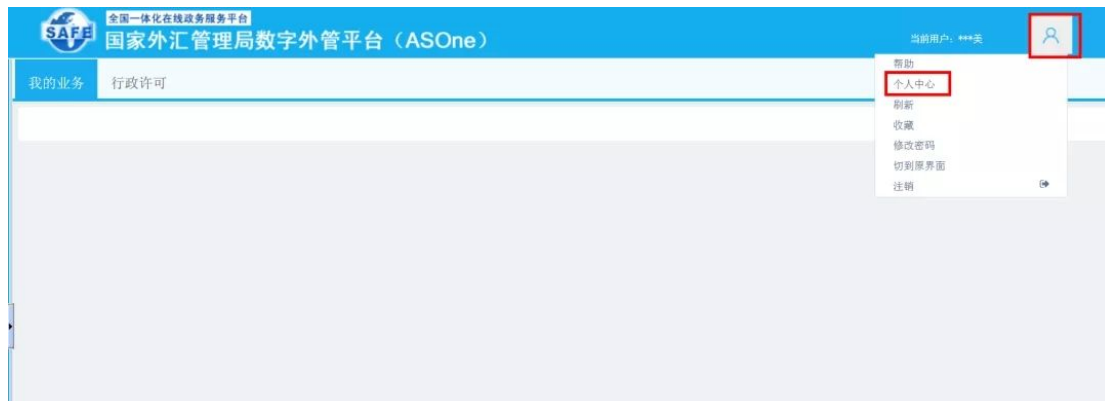 SAFE
全国一体化在线政务服务平台
国家外汇管理局数字外管平台（ASOne）
当前用户：***美
我的业务 行政许可
帮助
个人中心
刷新
收藏
修改密码
切到原界面
注销